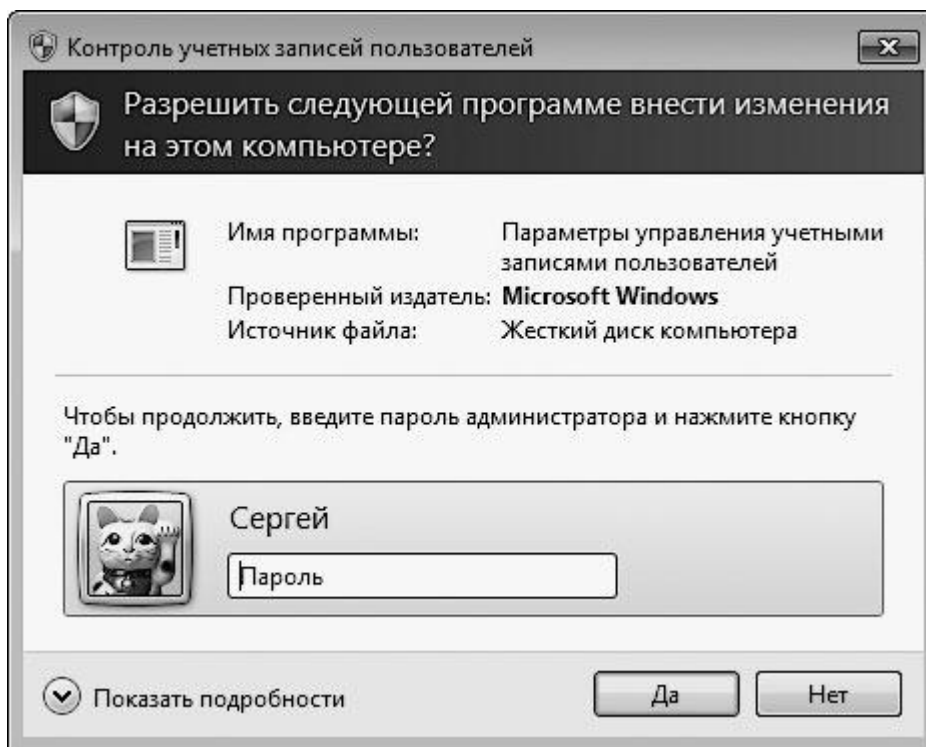 Контроль учетных записей пользователей
Разрешить следующей программе внести изменения
на этом компьютере?
Имя программы: Параметры управления учетными
записями пользователей
Проверенный издатель: Microsoft Windows
Источник файла: Жесткий диск компьютера
Чтобы продолжить, введите пароль администратора и нажмите кнопку
"Да".
Сергей
Пароль
Показать подробности
Да
Нет